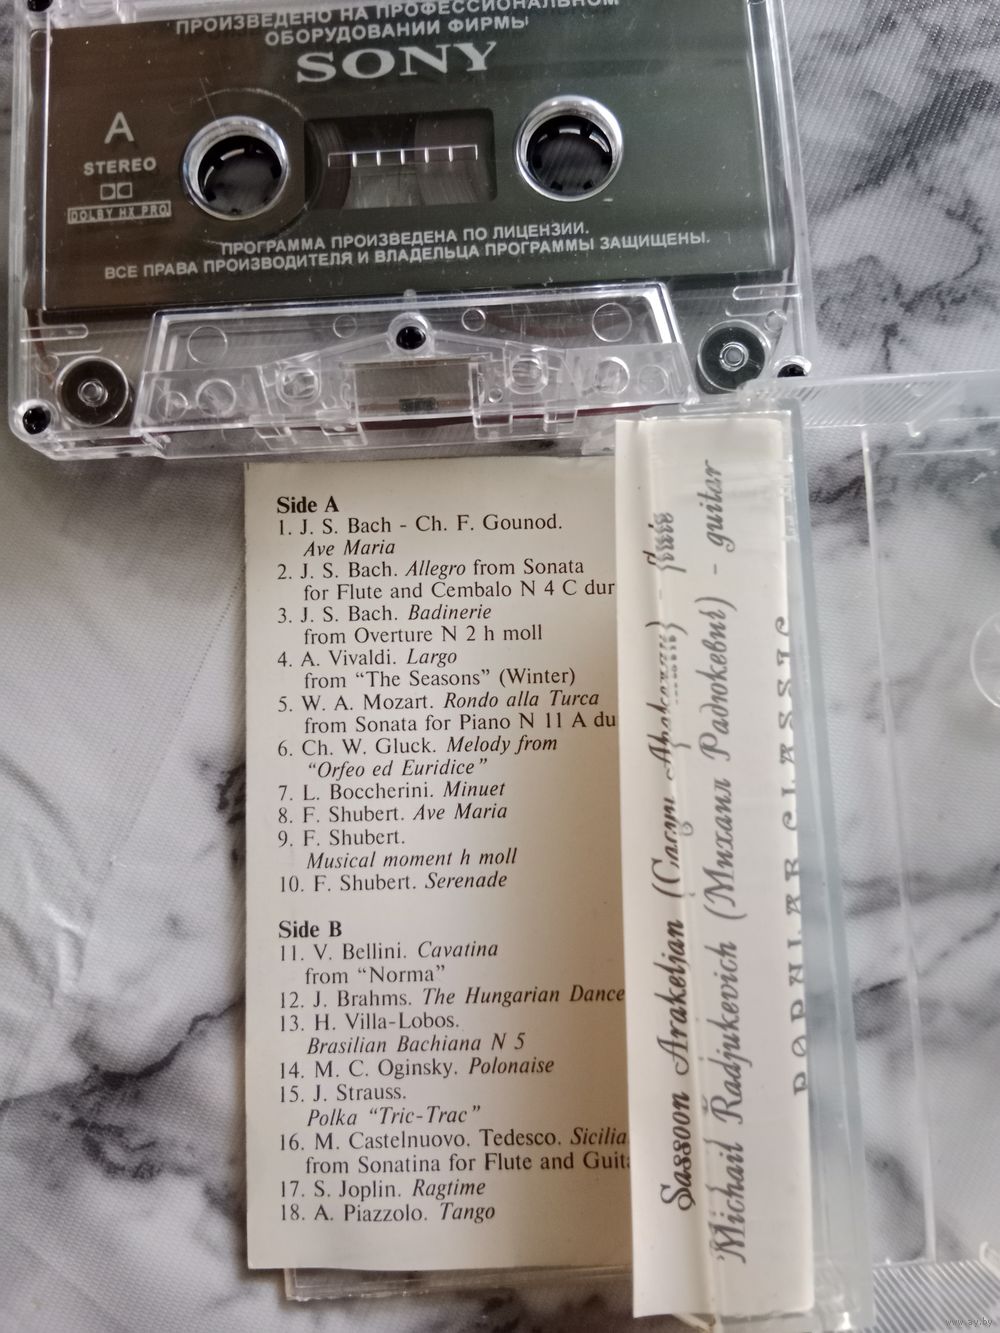 ПРОИЗВЕДЕНО НА ПРОФЕССИОНАЛЬНОМ
ОБОРУДОВАНИИ ФИРМЫ
SONY
A
STEREO
DOLBY HX PRO
ПРОГРАММА ПРОИЗВЕДЕНА ПО ЛИЦЕНЗИИ.
ВСЕ ПРАВА ПРОИЗВОДИТЕЛЯ И ВЛАДЕЛЬЦА ПРОГРАММЫ ЗАЩИЩЕНЫ.
Side A
1. J. S. Bach - Ch. F. Gounod.
Ave Maria
2. J. S. Bach. Allegro from Sonata
for Flute and Cembalo N 4 C dur
3. J. S. Bach. Badinerie
from Overture N 2 h moll
4. A. Vivaldi. Largo
from “The Seasons” (Winter)
5. W. A. Mozart. Rondo alla Turca
from Sonata for Piano N 11 A du
6. Ch. W. Gluck. Melody from
“Orfeo ed Euridice”
7. L. Boccherini. Minuet
8. F. Shubert. Ave Maria
9. F. Shubert.
Musical moment h moll
10. F. Shubert. Serenade
Side B
11. V. Bellini. Cavatina
from “Norma”
12. J. Brahms. The Hungarian Dance
13. H. Villa-Lobos.
Brasilian Bachiana N 5
14. M. C. Oginsky. Polonaise
15. J. Strauss.
Polka “Tric-Trac”
16. M. Castelnuovo. Tedesco. Sicilia
from Sonatina for Flute and Guita
17. S. Joplin. Ragtime
18. A. Piazzolo. Tango
Sassoon Arakeljan
Michail Radjukevich (Михаил Радюкевич) - guitar
POPULAR CLASSIC
www.ay.by